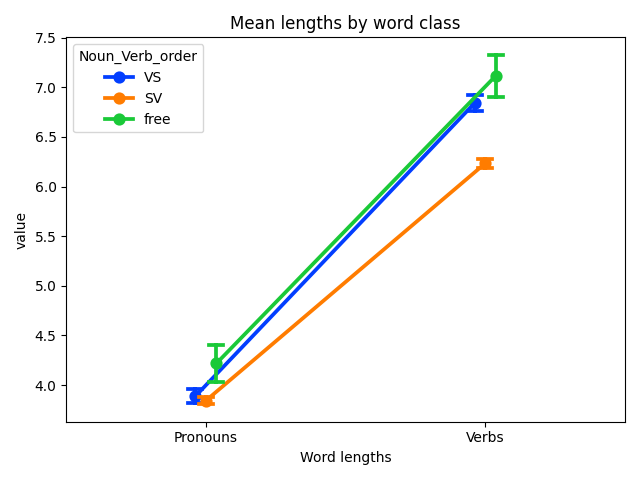 Mean lengths by word class
Noun_Verb_order
VS
SV
free
value
7.5
7.0
6.5
6.0
5.5
5.0
4.5
4.0
Pronouns
Verbs
Word lengths